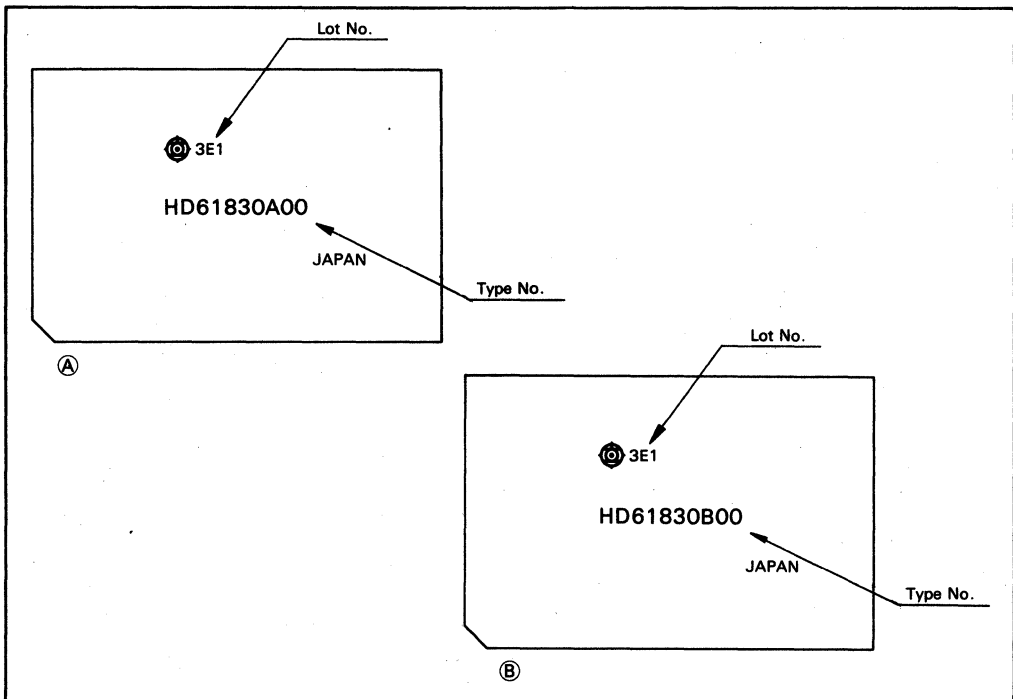 Lot No.
3E1
HD61830A00
JAPAN
Type No.
Ⓐ
Lot No.
3E1
HD61830B00
JAPAN
Type No.
Ⓑ